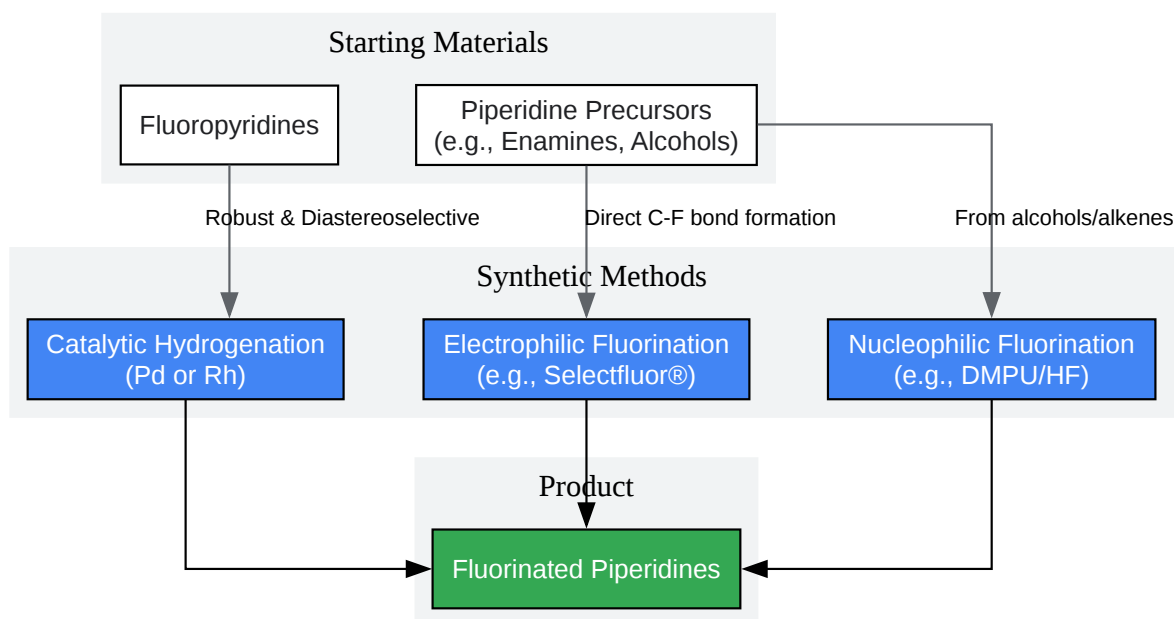 Starting Materials
Fluoropyridines
Piperidine Precursors
(e.g., Enamines, Alcohols)
Robust & Diastereoselective
Direct C-F bond formation
From alcohols/alkenes
Synthetic Methods
Catalytic Hydrogenation
(Pd or Rh)
Electrophilic Fluorination
(e.g., Selectfluor®)
Nucleophilic Fluorination
(e.g., DMPU/HF)
Product
Fluorinated Piperidines